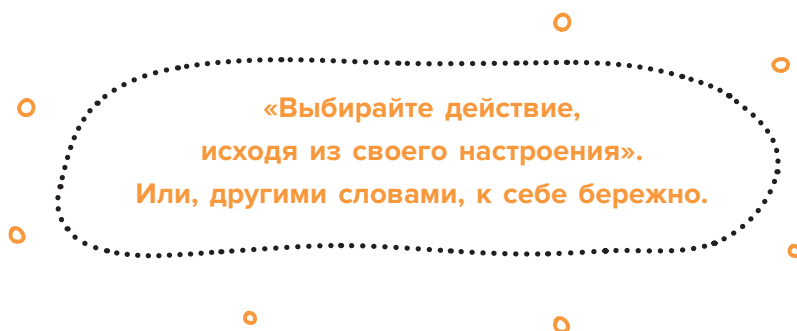 «Выбирайте действие,
исходя из своего настроения».
Или, другими словами, к себе бережно.